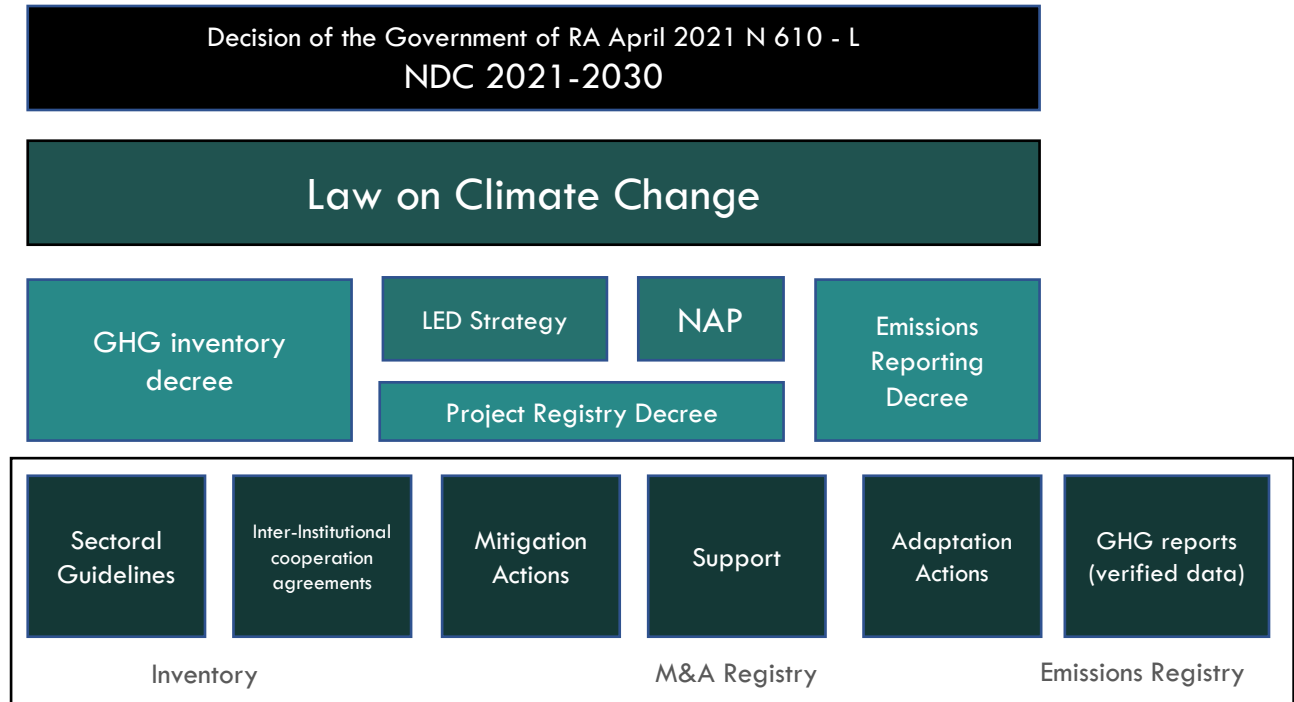 Decision of the Government of RA April 2021 N 610 - L
NDC 2021-2030
Law on Climate Change
GHG inventory
decree
LED Strategy
NAP
Project Registry Decree
Emissions
Reporting
Decree
Sectoral
Guidelines
Inter-Institutional
cooperation
agreements
Mitigation
Actions
Support
Adaptation
Actions
GHG reports
(verified data)
Inventory
M&A Registry
Emissions Registry